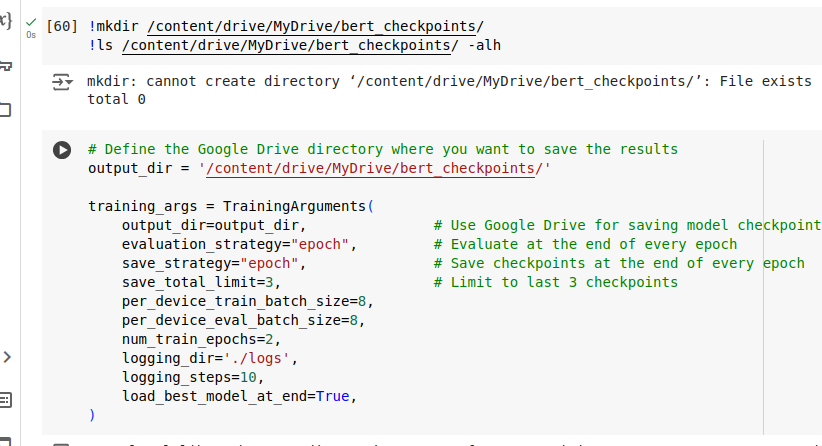 [60] !mkdir /content/drive/MyDrive/bert_checkpoints/
0s
!ls /content/drive/MyDrive/bert_checkpoints/ -alh
mkdir: cannot create directory ‘/content/drive/MyDrive/bert_checkpoints/’: File exists
total 0
# Define the Google Drive directory where you want to save the results
output_dir = '/content/drive/MyDrive/bert_checkpoints/'
training_args = TrainingArguments(
output_dir=output_dir, # Use Google Drive for saving model checkpoint
evaluation_strategy="epoch", # Evaluate at the end of every epoch
save_strategy="epoch", # Save checkpoints at the end of every epoch
save_total_limit=3, # Limit to last 3 checkpoints
per_device_train_batch_size=8,
per_device_eval_batch_size=8,
num_train_epochs=2,
logging_dir='./logs',
logging_steps=10,
load_best_model_at_end=True,
)